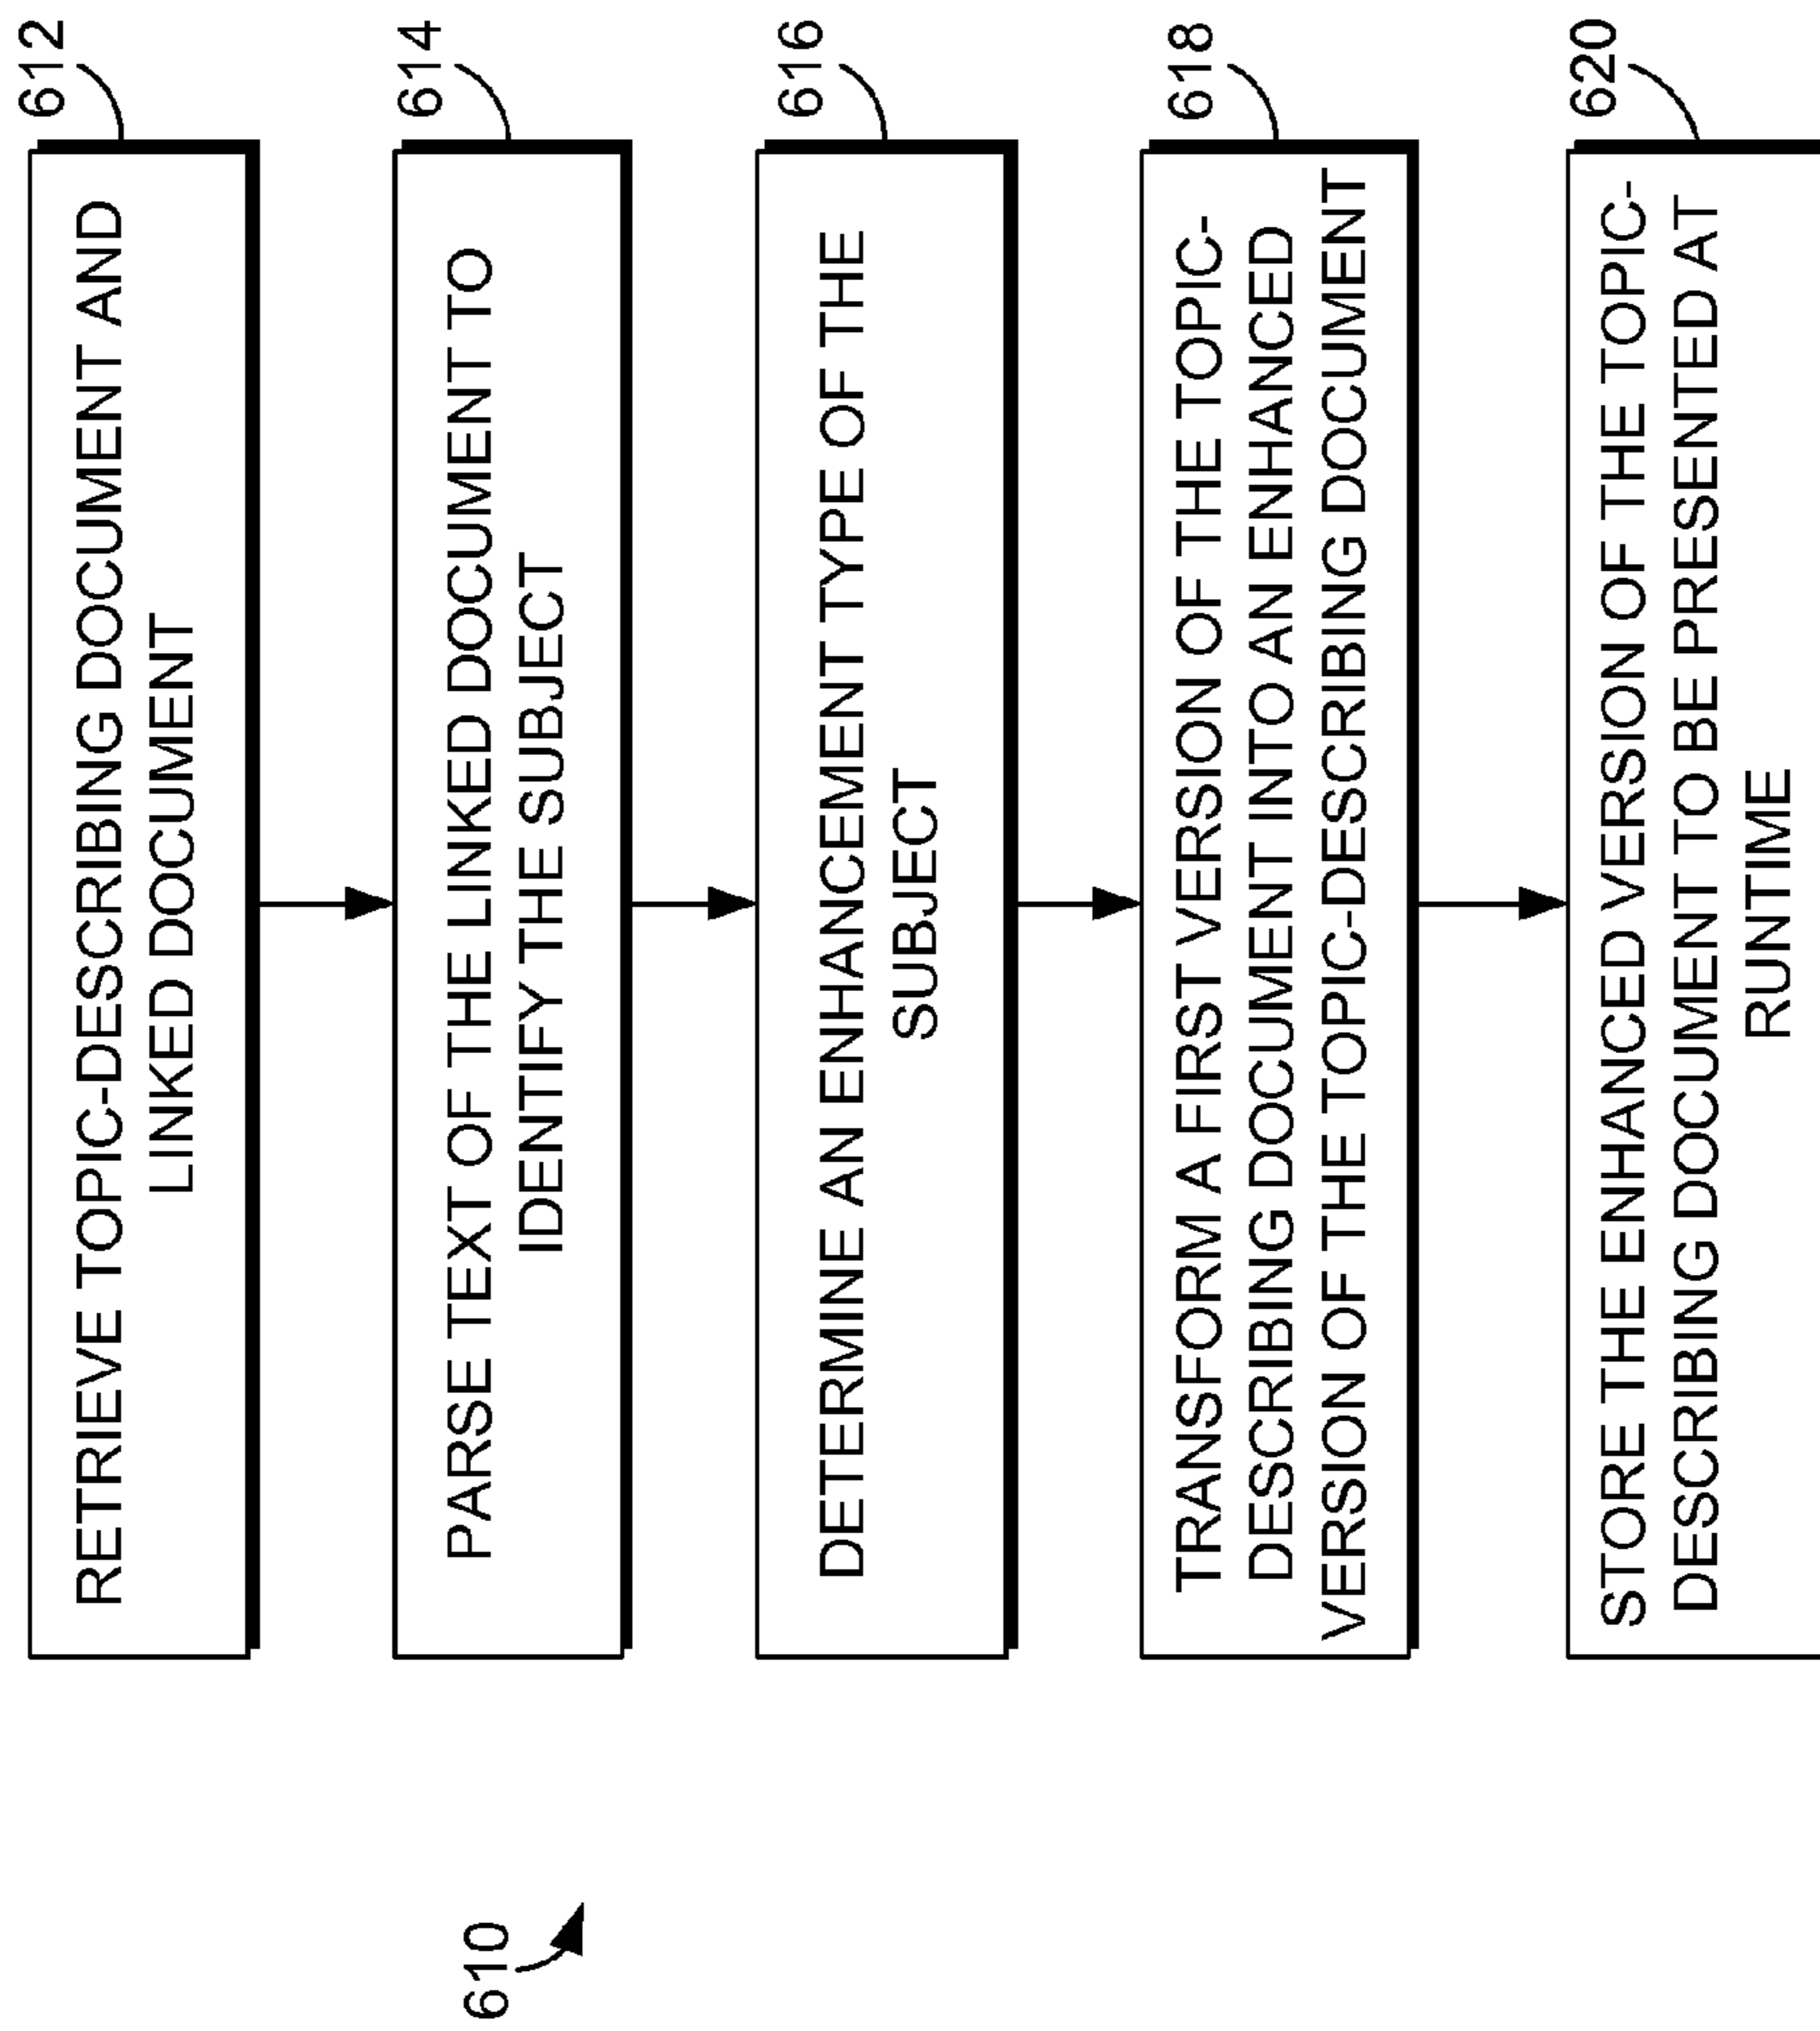 610
612
RETRIEVE TOPIC-DESCRIBING DOCUMENT AND
LINKED DOCUMENT
614
PARSE TEXT OF THE LINKED DOCUMENT TO
IDENTIFY THE SUBJECT
616
DETERMINE AN ENHANCEMENT TYPE OF THE
SUBJECT
618
TRANSFORM A FIRST VERSION OF THE TOPIC-
DESCRIBING DOCUMENT INTO AN ENHANCED
VERSION OF THE TOPIC-DESCRIBING DOCUMENT
620
STORE THE ENHANCED VERSION OF THE TOPIC-
DESCRIBING DOCUMENT TO BE PRESENTED AT
RUNTIME